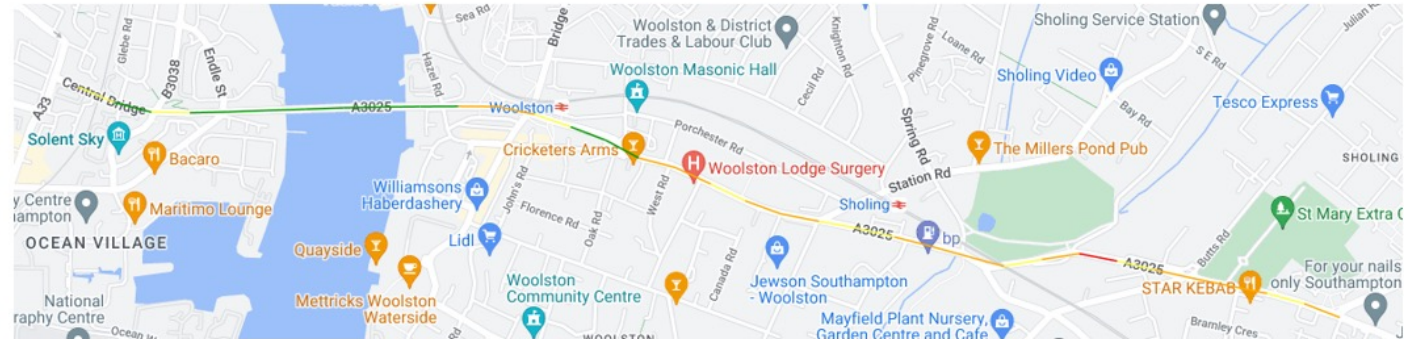 Glebe Rd
Endle St
B3038
A33
Central Bridge
A3025
Solent Sky
Bacaro
Maritimo Lounge
y Centre
hampton
OCEAN VILLAGE
National
raphy Centre
Sea Rd
Bridge
Hazel Rd
Woolston
Woolston & District
Trades & Labour Club
Woolston Masonic Hall
Cricketers Arms
Porchester Rd
Cecil Rd
Knighton Rd
Woolston Lodge Surgery
Williamsons
Haberdashery
John's Rd
Florence Rd
Oak Rd
West Rd
Canada Rd
Lidl
Quayside
Mettricks Woolston
Waterside
Woolston
Community Centre
WOOLSTON
Jewson Southampton
- Woolston
Spring Rd
Pinegrove Rd
Loane Rd
Sholing Service Station
Sholing Video
S E Rd
Bay Rd
Tesco Express
The Millers Pond Pub
Station Rd
SHOLING
Sholing
A3025
bp
A3025
Butts Rd
St Mary Extra C
STAR KEBAB
For your nails
only Southampton
Bramley Cres
Mayfield Plant Nursery,
Garden Centre and Cafe